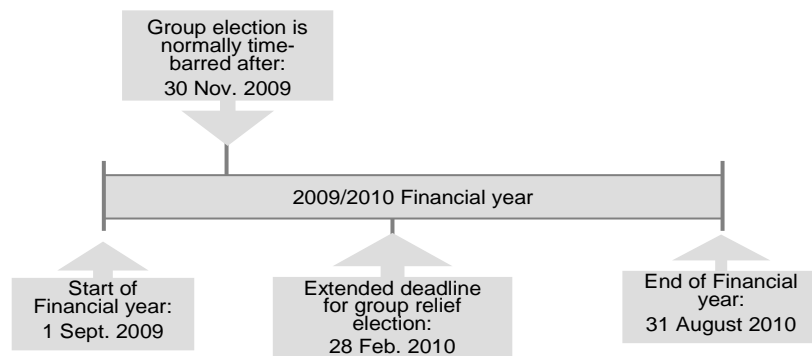 Group election is
normally time-
barred after:
30 Nov. 2009
2009/2010 Financial year
Start of
Financial year:
1 Sept. 2009
Extended deadline
for group relief
election:
28 Feb. 2010
End of Financial
year:
31 August 2010